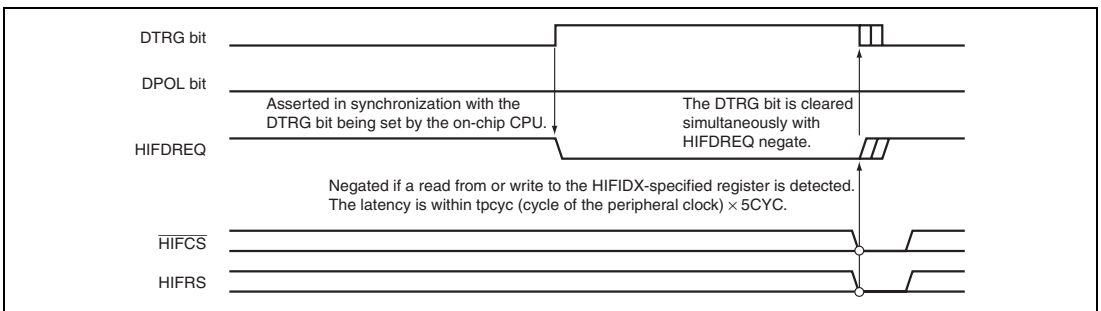 DTRG bit
DPOL bit
Asserted in synchronization with the
DTRG bit being set by the on-chip CPU.
The DTRG bit is cleared
simultaneously with
HIFDREQ negate.
HIFDREQ
Negated if a read from or write to the HIFIDX-specified register is detected.
The latency is within tpcyc (cycle of the peripheral clock) × 5CYC.
HIFCS
HIFRS